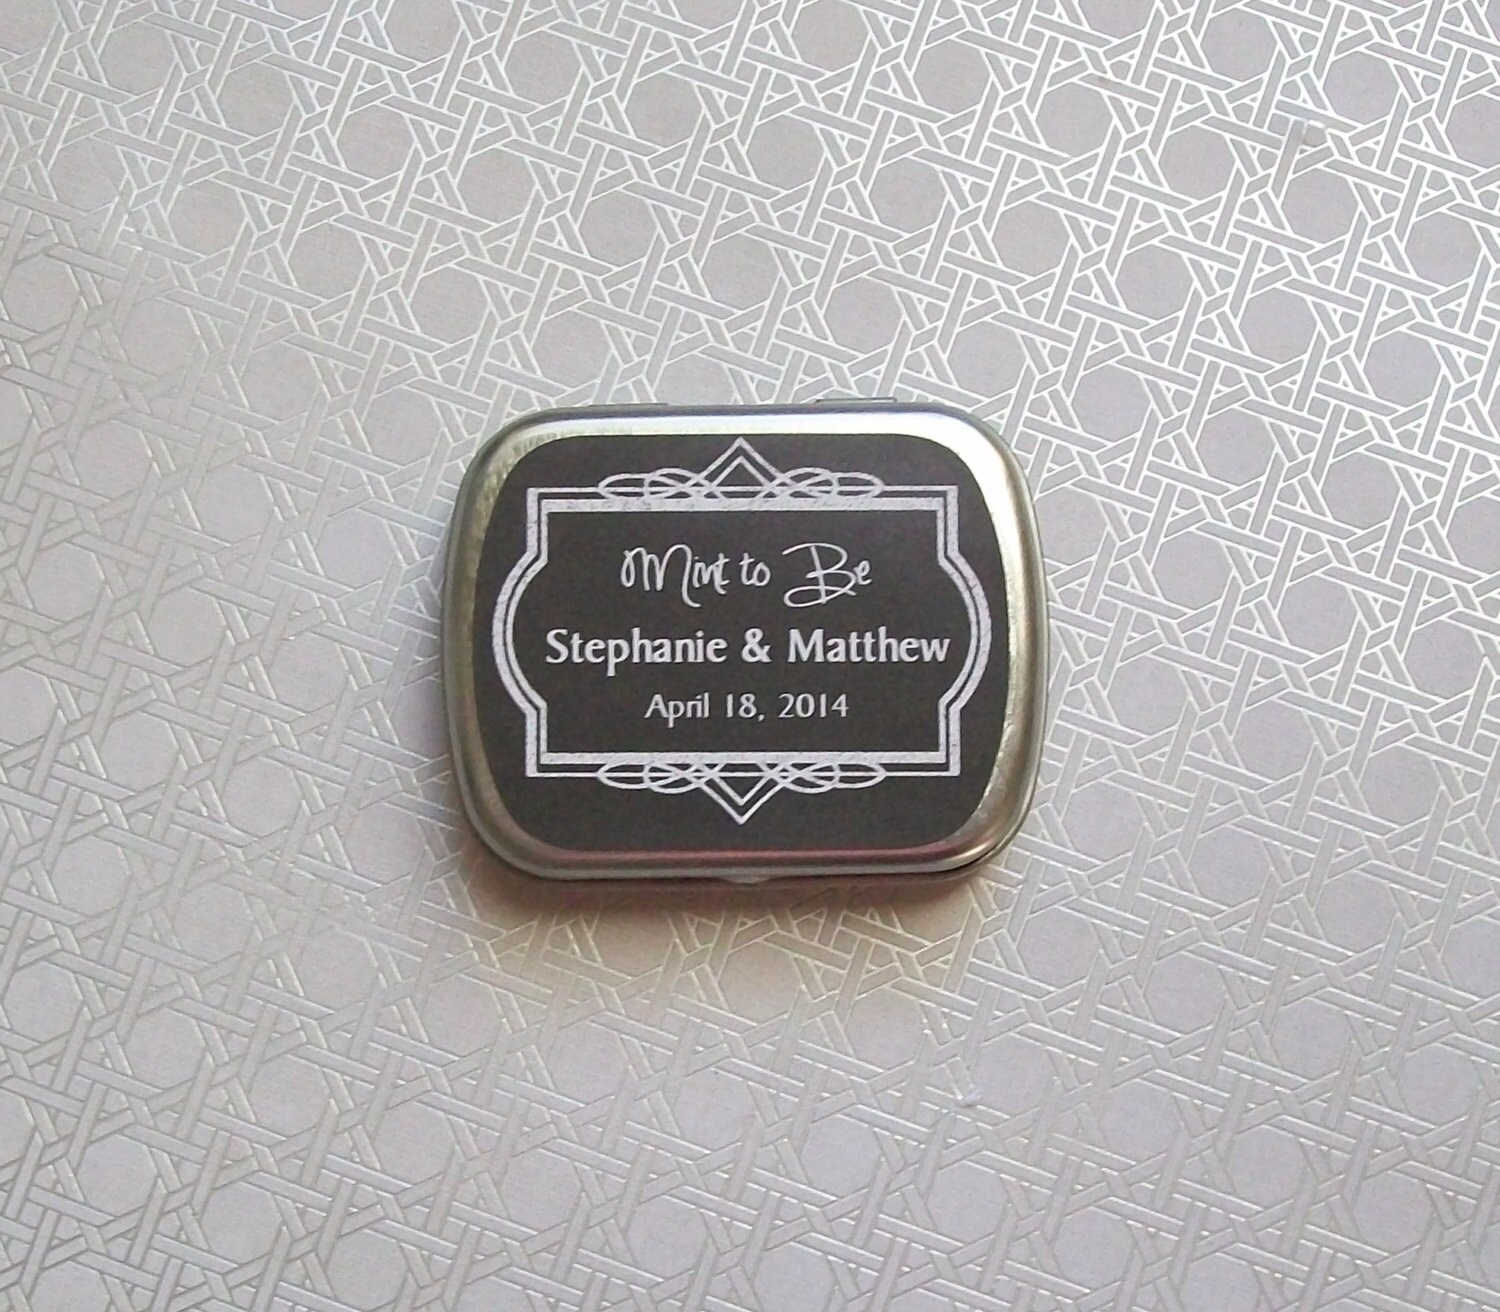 Mint to Be
Stephanie & Matthew
April 18, 2014